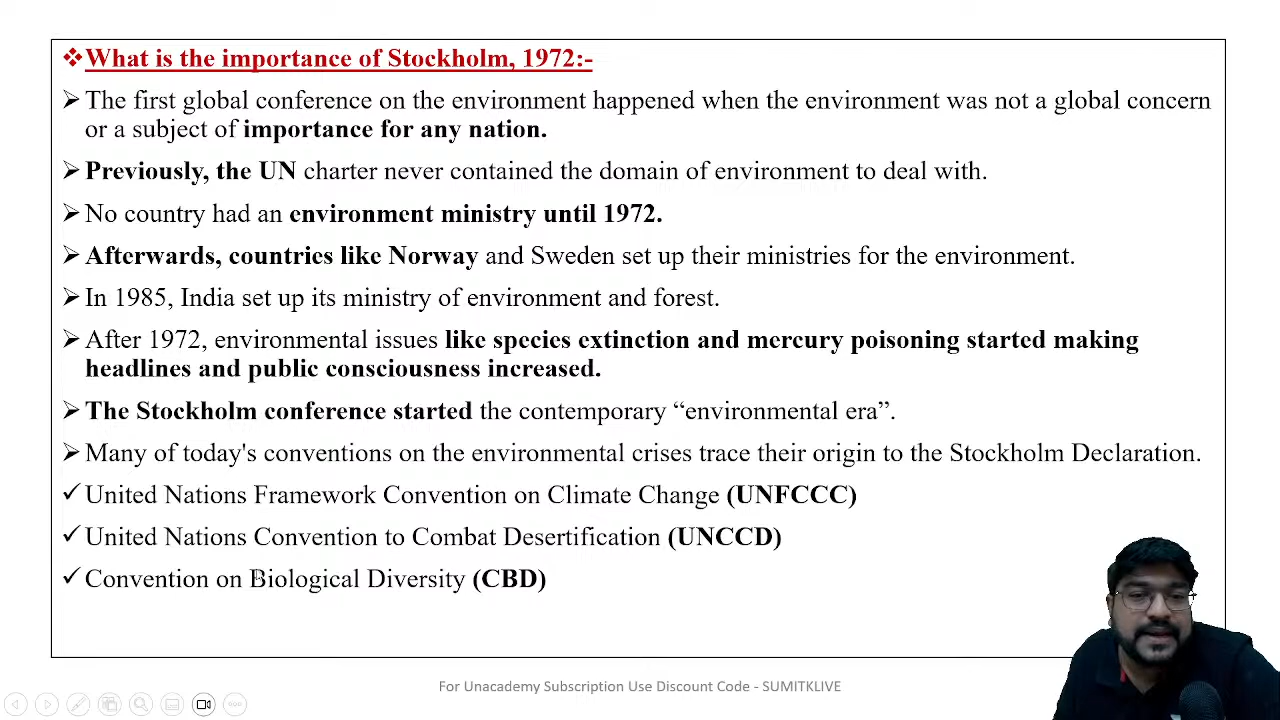 ❖What is the importance of Stockholm, 1972:-
➢The first global conference on the environment happened when the environment was not a global concern
or a subject of importance for any nation.
➢Previously, the UN charter never contained the domain of environment to deal with.
➢No country had an environment ministry until 1972.
➢Afterwards, countries like Norway and Sweden set up their ministries for the environment.
➢In 1985, India set up its ministry of environment and forest.
➢After 1972, environmental issues like species extinction and mercury poisoning started making
headlines and public consciousness increased.
➢The Stockholm conference started the contemporary “environmental era”.
➢Many of today's conventions on the environmental crises trace their origin to the Stockholm Declaration.
✓United Nations Framework Convention on Climate Change (UNFCCC)
✓United Nations Convention to Combat Desertification (UNCCD)
✓Convention on Biological Diversity (CBD)
For Unacademy Subscription Use Discount Code - SUMITKLIVE